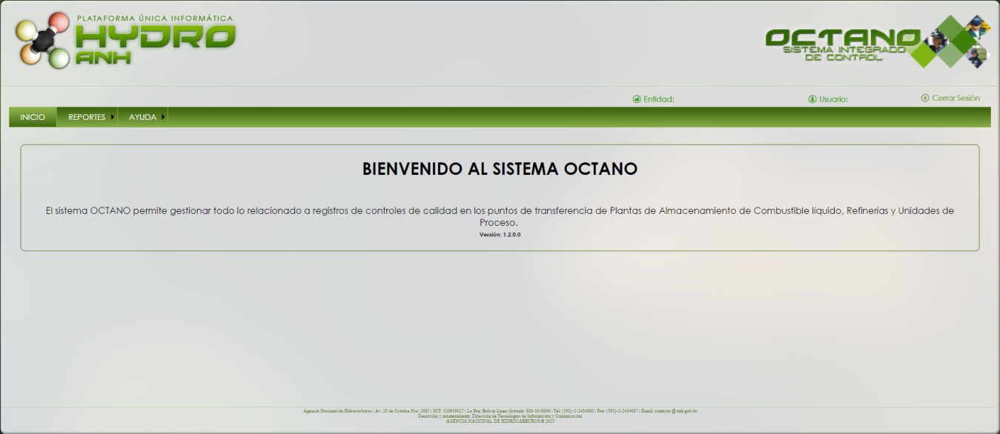 PLATAFORMA ÚNICA INFORMÁTICA
HYDRO
ANH
OCTANO
SISTEMA INTEGRADO
DE CONTROL
Entidad:
Usuario:
Cerrar Sesión
INICIO
REPORTES
AYUDA
BIENVENIDO AL SISTEMA OCTANO
El sistema OCTANO permite gestionar todo lo relacionado a registros de controles de calidad en los puntos de transferencia de Plantas de Almacenamiento de Combustible líquido, Refinerías y Unidades de
Proceso.
Versión: 1.2.0.0
Agencia Nacional de Hidrocarburos | Av. 20 de Octubre Nro. 2685 | NIT: 120919027 | La Paz, Bolivia Linea Gratuita: 800-10-6006 | Tel: (591)-2-2434000 | Fax: (591)-2-2434007 | Email: contacto @ anh.gob.bo
Desarrollo y mantenimiento: Dirección de Tecnologías de Información y Comunicación
AGENCIA NACIONAL DE HIDROCARBUROS © 2015